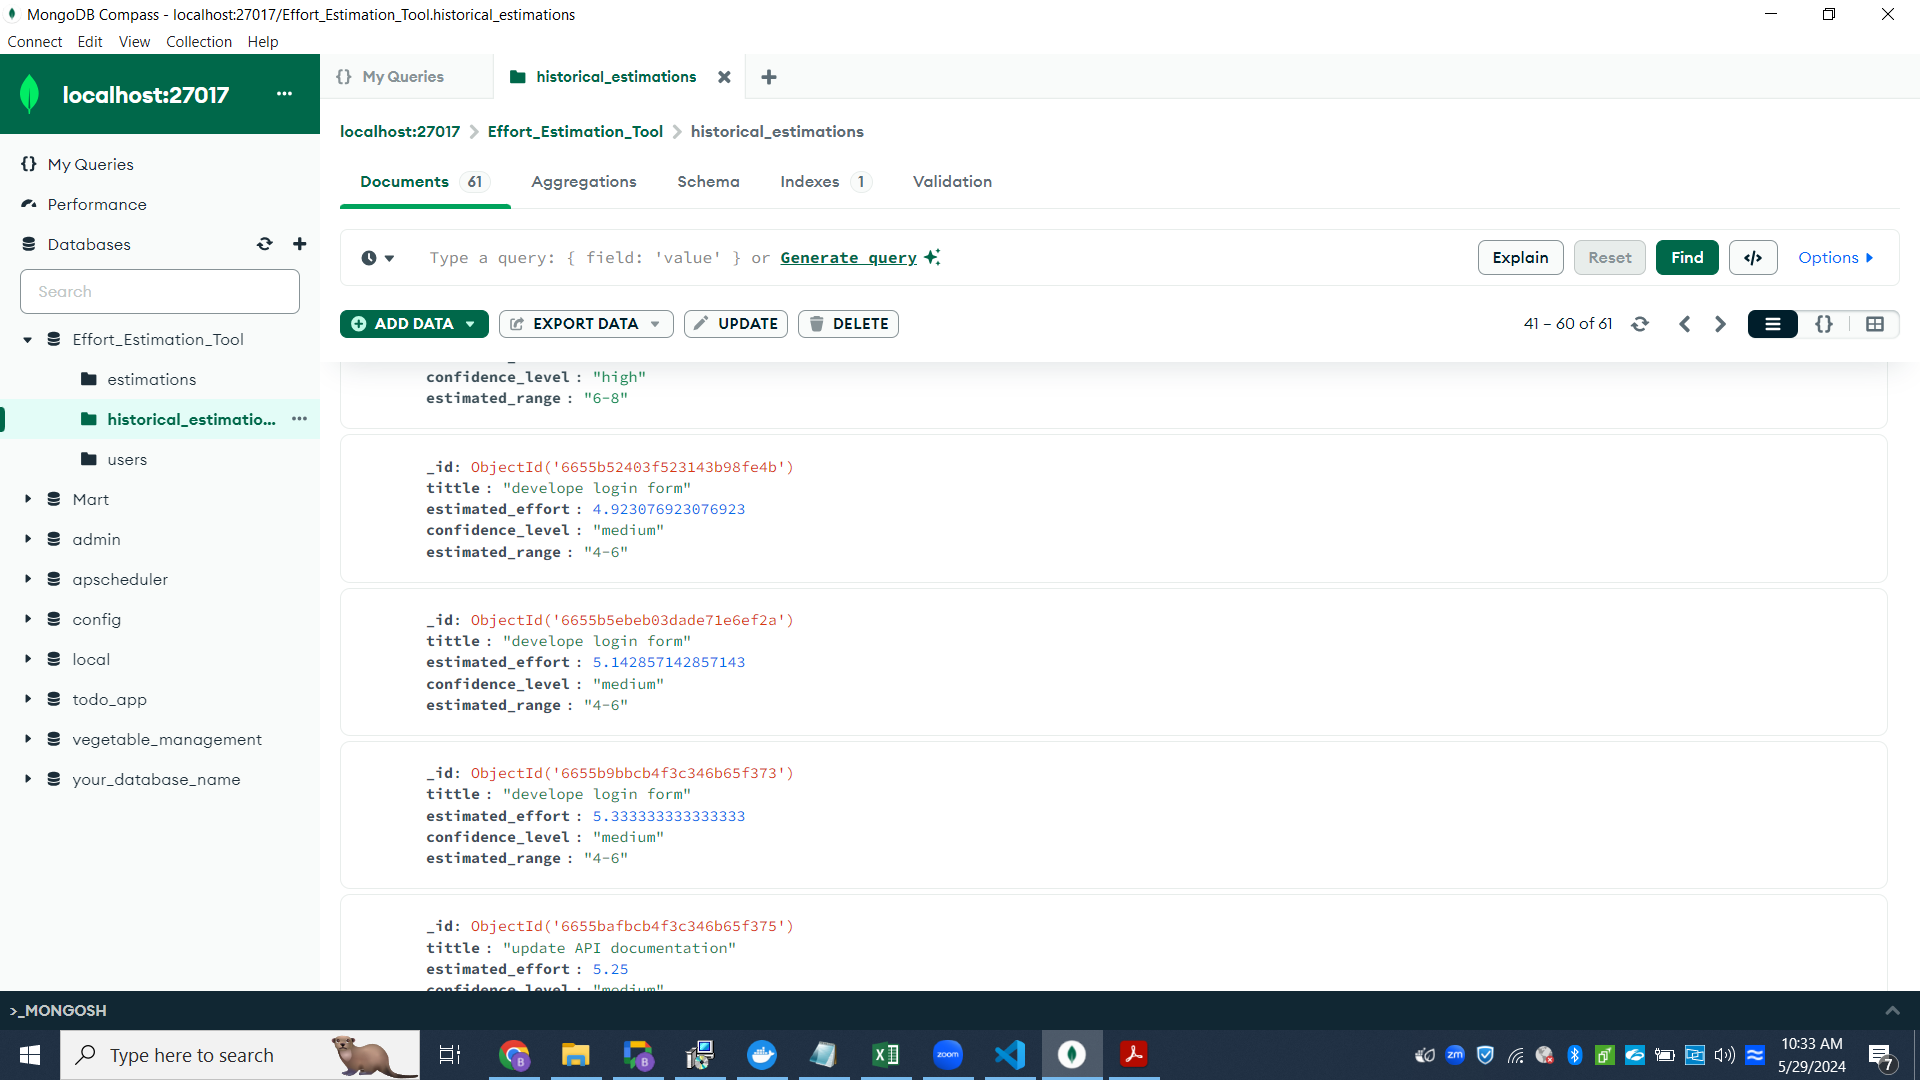 MongoDB Compass - localhost:27017/Effort_Estimation_Tool.historical_estimations
Connect Edit View Collection Help
localhost:27017 ...
{} My Queries
historical_estimations
My Queries
Performance
Databases
Search
Effort_Estimation_Tool
estimations
historical_estimatio... ...
users
Mart
admin
apscheduler
config
local
todo_app
vegetable_management
your_database_name
localhost:27017 > Effort_Estimation_Tool > historical_estimations
Documents 61 Aggregations Schema Indexes 1 Validation
Type a query: { field: 'value' } or Generate query
Explain Reset Find </> Options
ADD DATA EXPORT DATA UPDATE DELETE
41 – 60 of 61
{}
confidence_level : "high"
estimated_range : "6-8"
_id: ObjectId('6655b52403f523143b98fe4b')
tittle : "develope login form"
estimated_effort : 4.923076923076923
confidence_level : "medium"
estimated_range : "4-6"
_id: ObjectId('6655b5ebeb03dade71e6ef2a')
tittle : "develope login form"
estimated_effort : 5.142857142857143
confidence_level : "medium"
estimated_range : "4-6"
_id: ObjectId('6655b9bbcb4f3c346b65f373')
tittle : "develope login form"
estimated_effort : 5.333333333333333
confidence_level : "medium"
estimated_range : "4-6"
_id: ObjectId('6655bafbcb4f3c346b65f375')
tittle : "update API documentation"
estimated_effort : 5.25
confidence_level : "medium"
>_MONGOSH
Type here to search
B
B
zoom
zm
10:33 AM
5/29/2024
7